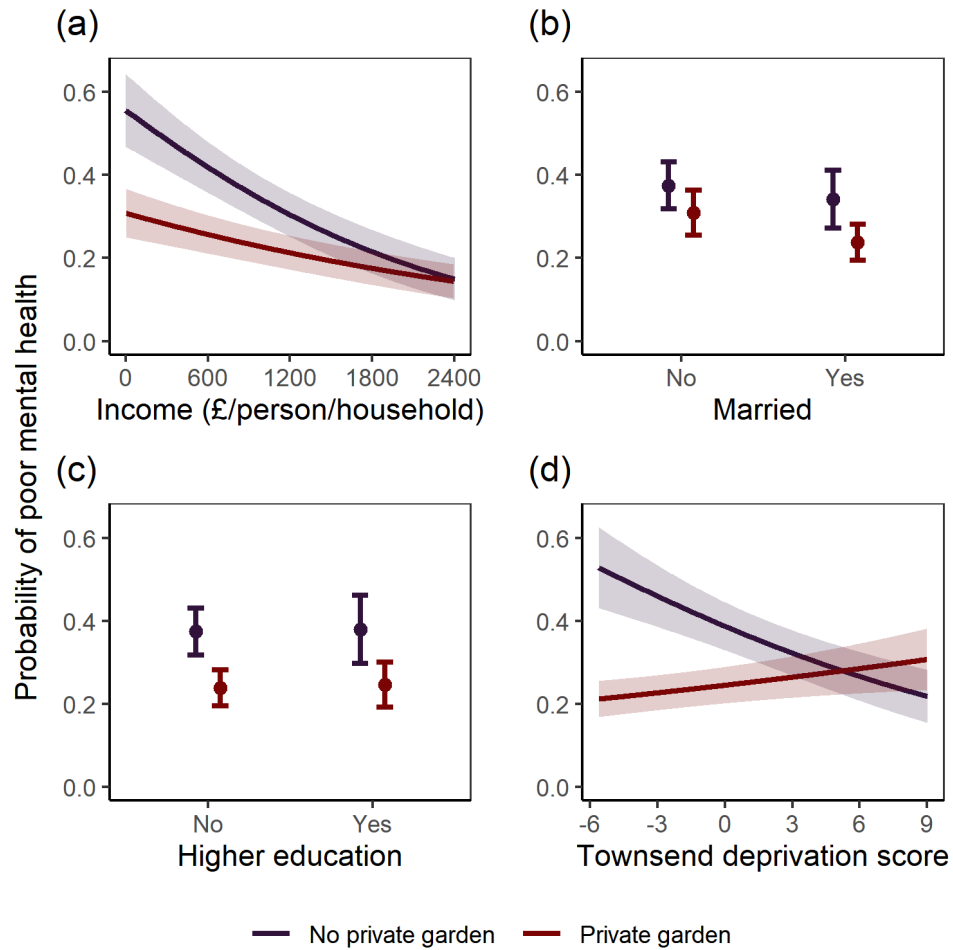 (a)
(b)
0.6
0.4
0.2
0.0
0 600 1200 1800 2400
Income (£/person/household)
0.6
0.4
0.2
0.0
No Yes
Married
Probability of poor mental health
(c)
(d)
0.6
0.4
0.2
0.0
No Yes
Higher education
0.6
0.4
0.2
0.0
-6 -3 0 3 6 9
Townsend deprivation score
No private garden Private garden